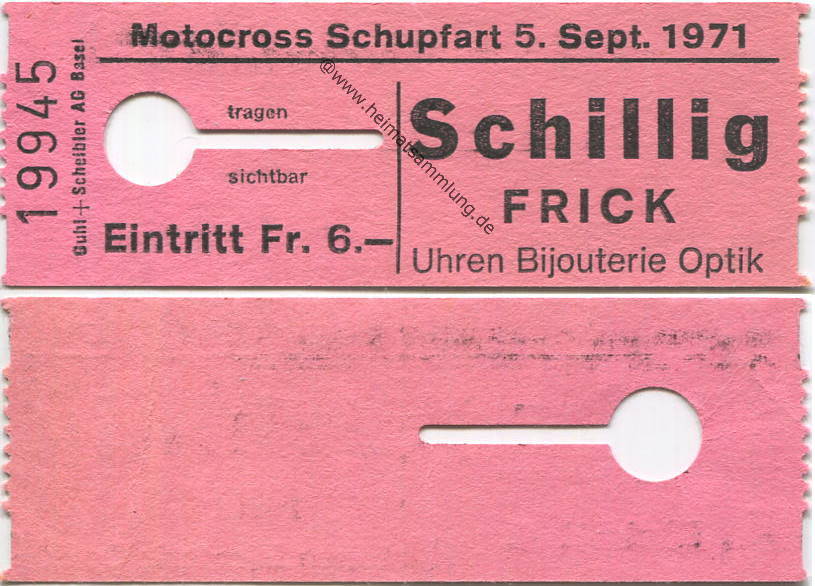 Motocross Schupfart 5. Sept. 1971
19945
Guhl + Scheibler AG Basel
tragen
sichtbar
Eintritt Fr. 6.—
Schillig
FRICK
Uhren Bijouterie Optik
@www.heimatsammlung.de